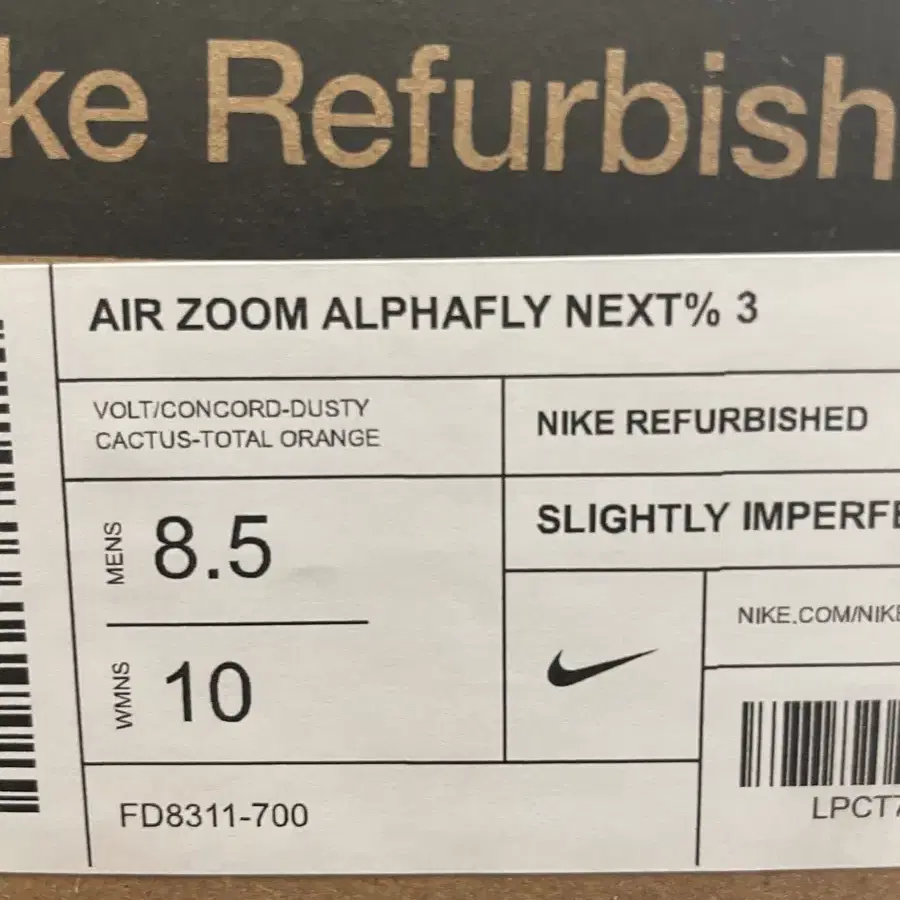 ke Refurbish
AIR ZOOM ALPHAFLY NEXT% 3
VOLT/CONCORD-DUSTY
CACTUS-TOTAL ORANGE
NIKE REFURBISHED
SLIGHTLY IMPERFE
MENS 8.5
WMNS 10
NIKE.COM/NIKE
LPCT7
FD8311-700